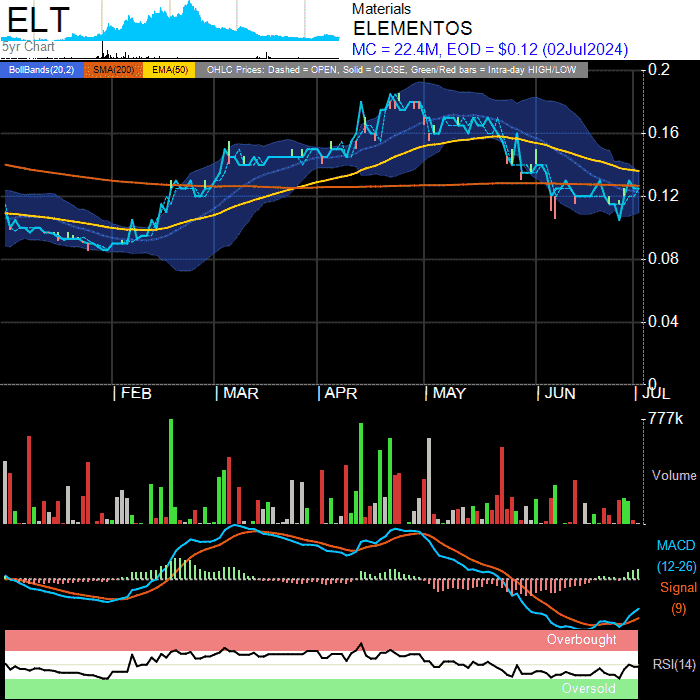 ELT
5yr Chart
Materials
ELEMENTOS
MC = 22.4M, EOD = $0.12 (02Jul2024)
BollBands(20,2) SMA(200) EMA(50) OHLC Prices: Dashed = OPEN, Solid = CLOSE, Green/Red bars = Intra-day HIGH/LOW
0.2
0.16
0.12
0.08
0.04
0
FEB MAR APR MAY JUN JUL
777k
Volume
MACD
(12-26)
Signal
(9)
Overbought
RSI(14)
Oversold